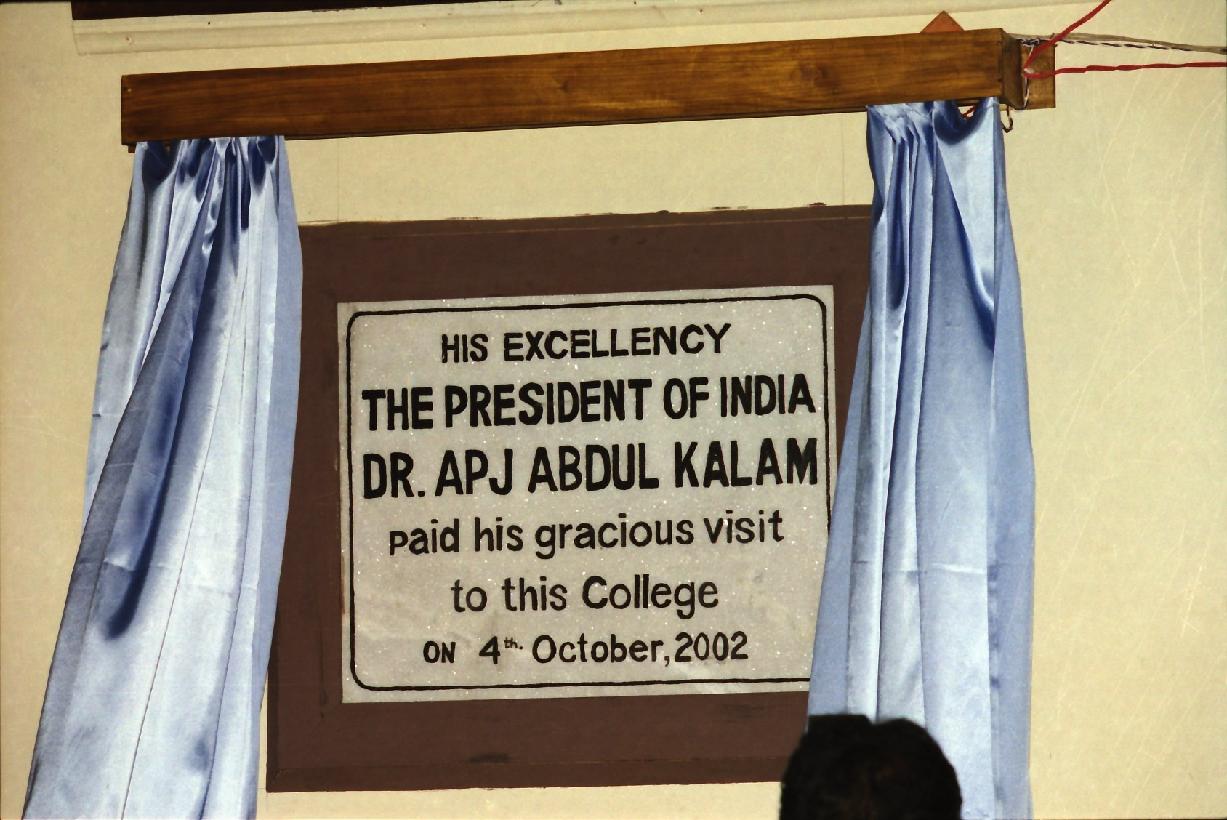 HIS EXCELLENCY
THE PRESIDENT OF INDIA
DR. APJ ABDUL KALAM
Paid his gracious visit
to this College
ON 4th. October, 2002